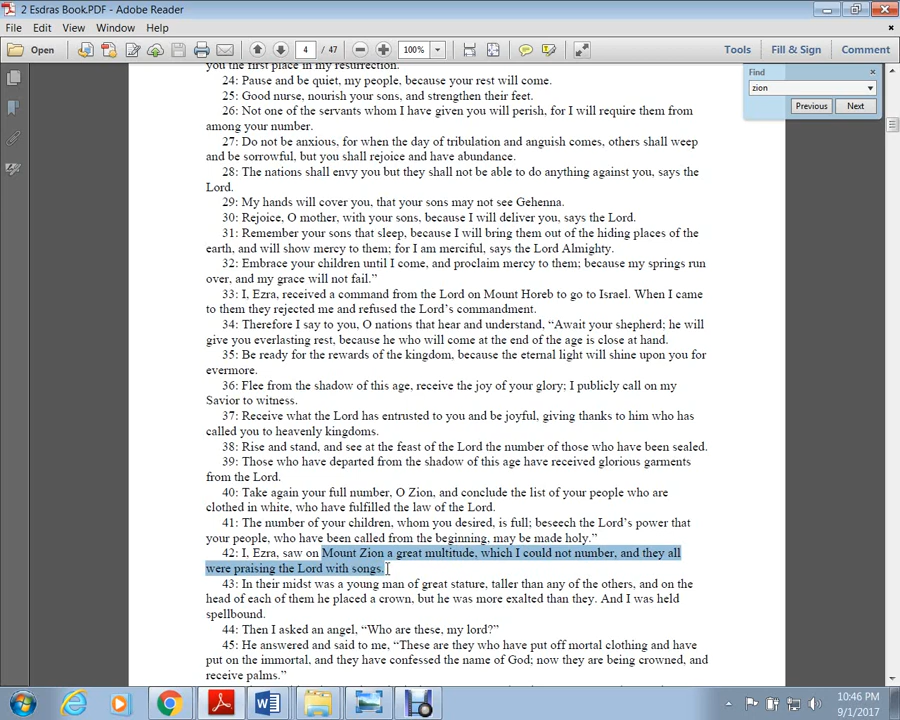 2 Esdras Book.PDF - Adobe Reader
File Edit View Window Help
Open 4 / 47 100% Tools Fill & Sign Comment
Find
zion
Previous Next
you the first place in my resurrection.
24: Pause and be quiet, my people, because your rest will come.
25: Good nurse, nourish your sons, and strengthen their feet.
26: Not one of the servants whom I have given you will perish, for I will require them from
among your number.
27: Do not be anxious, for when the day of tribulation and anguish comes, others shall weep
and be sorrowful, but you shall rejoice and have abundance.
28: The nations shall envy you but they shall not be able to do anything against you, says the
Lord.
29: My hands will cover you, that your sons may not see Gehenna.
30: Rejoice, O mother, with your sons, because I will deliver you, says the Lord.
31: Remember your sons that sleep, because I will bring them out of the hiding places of the
earth, and will show mercy to them; for I am merciful, says the Lord Almighty.
32: Embrace your children until I come, and proclaim mercy to them; because my springs run
over, and my grace will not fail.”
33: I, Ezra, received a command from the Lord on Mount Horeb to go to Israel. When I came
to them they rejected me and refused the Lord’s commandment.
34: Therefore I say to you, O nations that hear and understand, “Await your shepherd; he will
give you everlasting rest, because he who will come at the end of the age is close at hand.
35: Be ready for the rewards of the kingdom, because the eternal light will shine upon you for
evermore.
36: Flee from the shadow of this age, receive the joy of your glory; I publicly call on my
Savior to witness.
37: Receive what the Lord has entrusted to you and be joyful, giving thanks to him who has
called you to heavenly kingdoms.
38: Rise and stand, and see at the feast of the Lord the number of those who have been sealed.
39: Those who have departed from the shadow of this age have received glorious garments
from the Lord.
40: Take again your full number, O Zion, and conclude the list of your people who are
clothed in white, who have fulfilled the law of the Lord.
41: The number of your children, whom you desired, is full; beseech the Lord’s power that
your people, who have been called from the beginning, may be made holy.”
42: I, Ezra, saw on Mount Zion a great multitude, which I could not number, and they all
were praising the Lord with songs.
43: In their midst was a young man of great stature, taller than any of the others, and on the
head of each of them he placed a crown, but he was more exalted than they. And I was held
spellbound.
44: Then I asked an angel, “Who are these, my lord?”
45: He answered and said to me, “These are they who have put off mortal clothing and have
put on the immortal, and they have confessed the name of God; now they are being crowned, and
receive palms.”
10:46 PM
9/1/2017